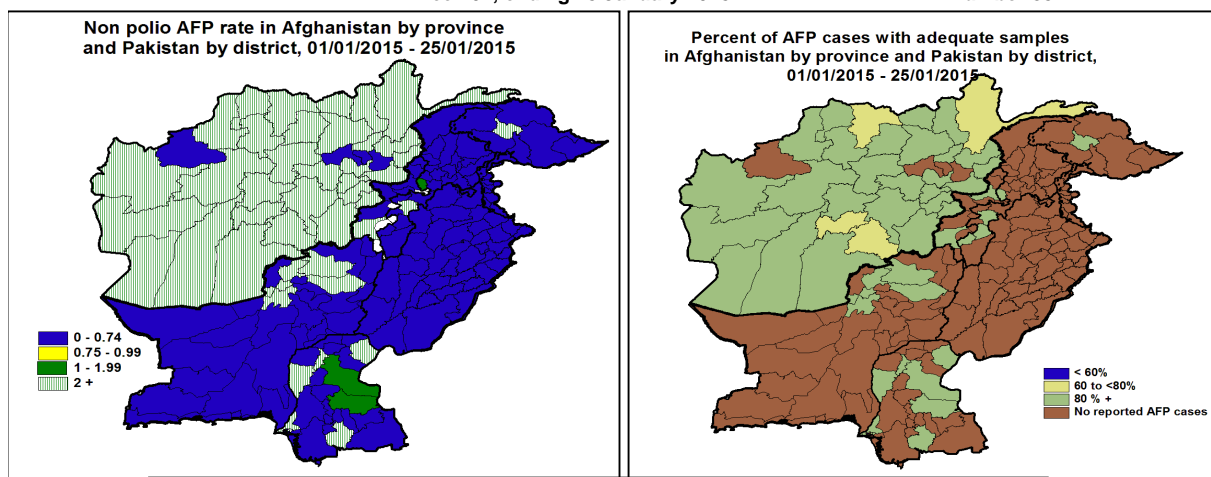 Non polio AFP rate in Afghanistan by province
and Pakistan by district, 01/01/2015 - 25/01/2015
0 - 0.74
0.75 - 0.99
1 - 1.99
2 +
Percent of AFP cases with adequate samples
in Afghanistan by province and Pakistan by district,
01/01/2015 - 25/01/2015
< 60%
60 to <80%
80 % +
No reported AFP cases